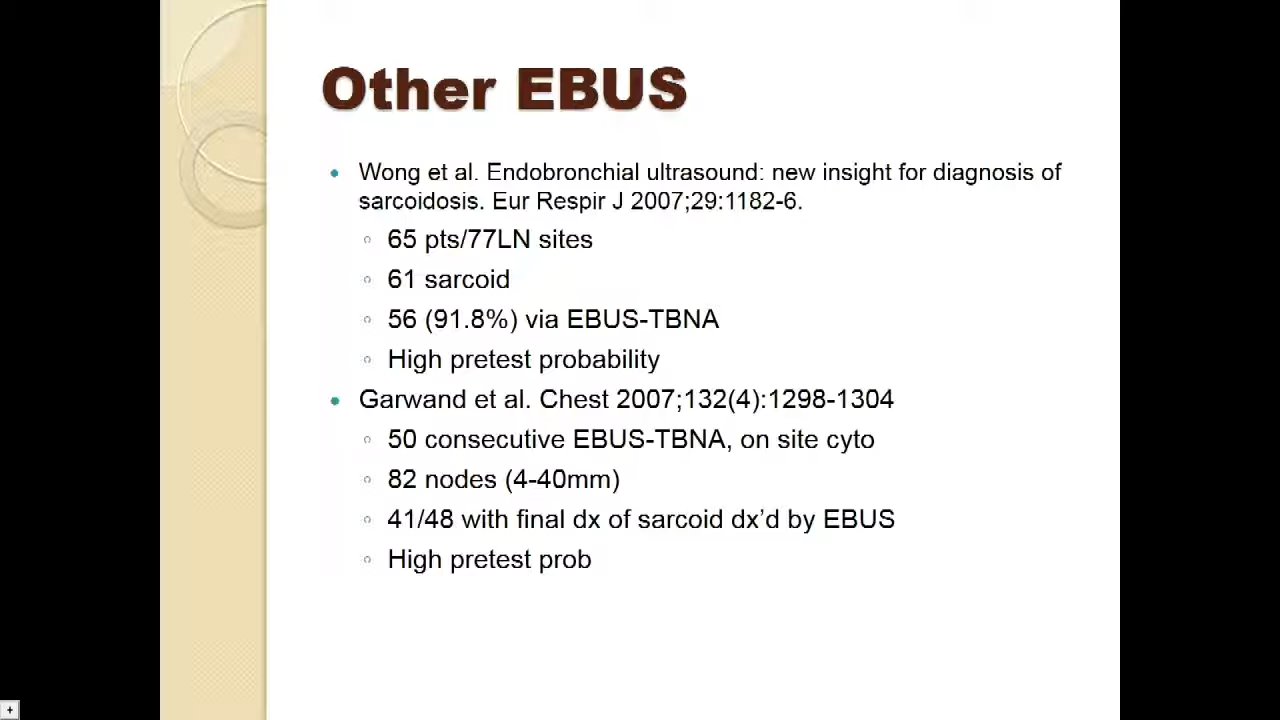 Other EBUS
Wong et al. Endobronchial ultrasound: new insight for diagnosis of
sarcoidosis. Eur Respir J 2007;29:1182-6.
65 pts/77LN sites
61 sarcoid
56 (91.8%) via EBUS-TBNA
High pretest probability
Garwand et al. Chest 2007;132(4):1298-1304
50 consecutive EBUS-TBNA, on site cyto
82 nodes (4-40mm)
41/48 with final dx of sarcoid dx’d by EBUS
High pretest prob